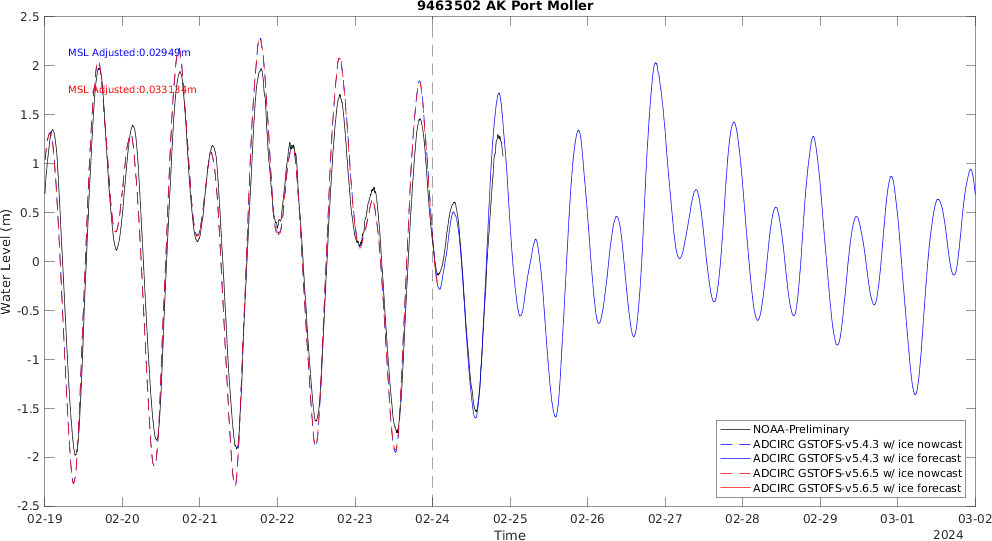 9463502 AK Port Moller
MSL Adjusted:0.02949m
MSL Adjusted:0.033134m
Water Level (m)
2.5
2
1.5
1
0.5
0
-0.5
-1
-1.5
-2
-2.5
NOAA-Preliminary
ADCIRC GSTOFS-v5.4.3 w/ ice nowcast
ADCIRC GSTOFS-v5.4.3 w/ ice forecast
ADCIRC GSTOFS-v5.6.5 w/ ice nowcast
ADCIRC GSTOFS-v5.6.5 w/ ice forecast
02-19 02-20 02-21 02-22 02-23 02-24 02-25 02-26 02-27 02-28 02-29 03-01 03-02
Time
2024